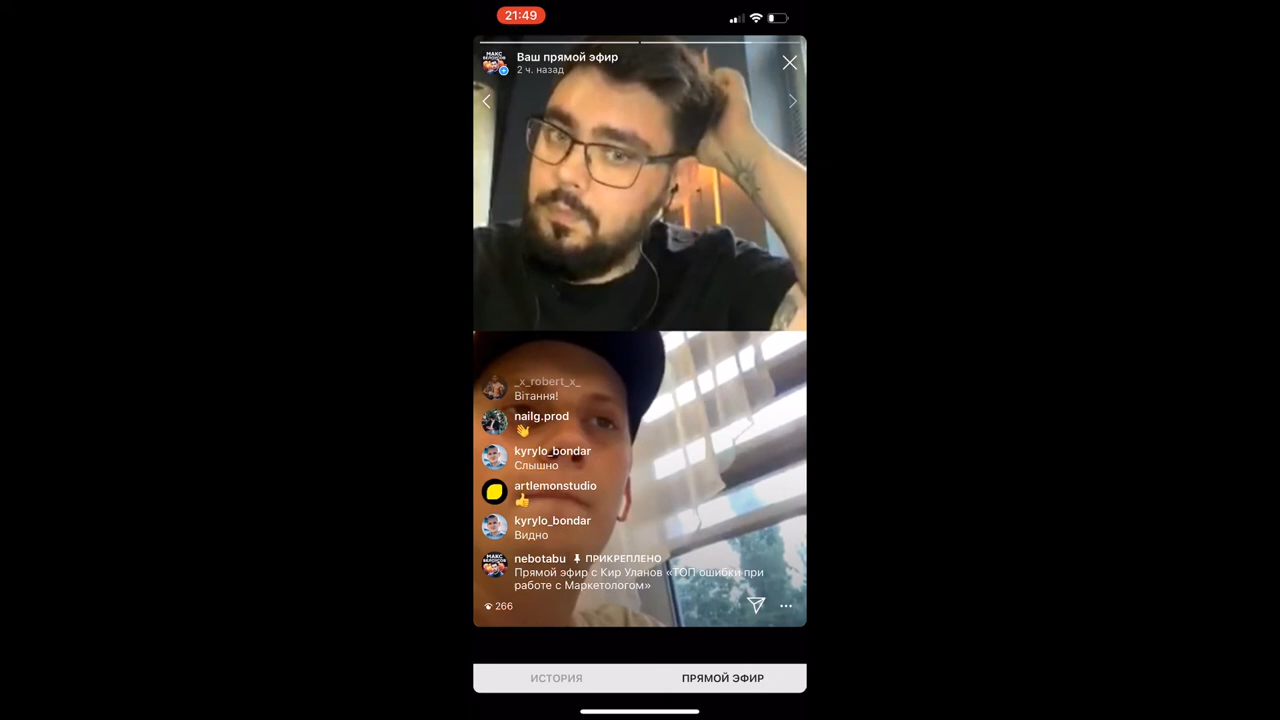 21:49
Ваш прямой эфир
2 ч. назад
_x_robert_x_
Вітання!
nailg.prod
kyrylo_bondar
Слышно
artlemonstudio
kyrylo_bondar
Видно
nebotabu ПРИКРЕПЛЕНО
Прямой эфир с Кир Уланов «ТОП ошибки при
работе с Маркетологом»
266
ИСТОРИЯ
ПРЯМОЙ ЭФИР